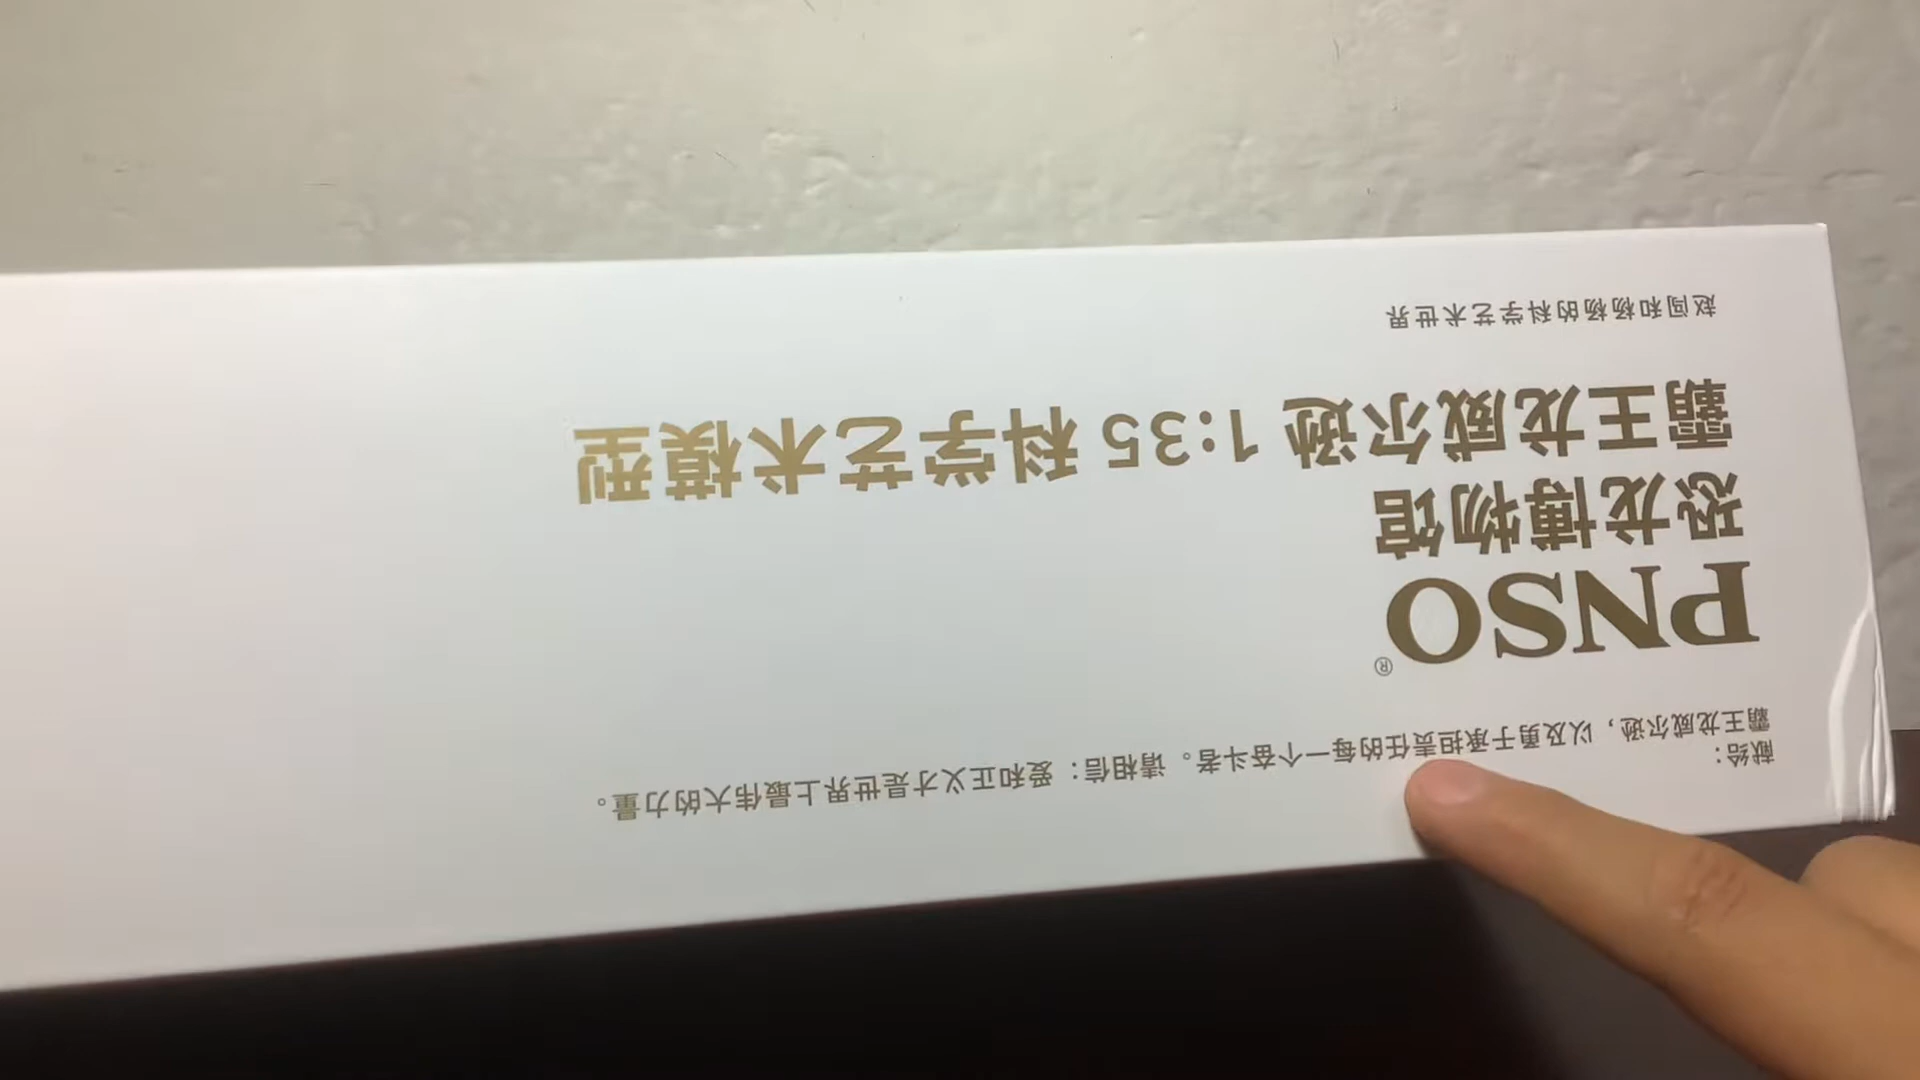 献给：
霸王龙威尔逊，以及勇于承担责任的每一个奋斗者。请相信：爱和正义才是世界上最伟大的力量。
PNSO®
恐龙博物馆
霸王龙威尔逊 1:35 科学艺术模型
赵闯和杨杨的科学艺术世界